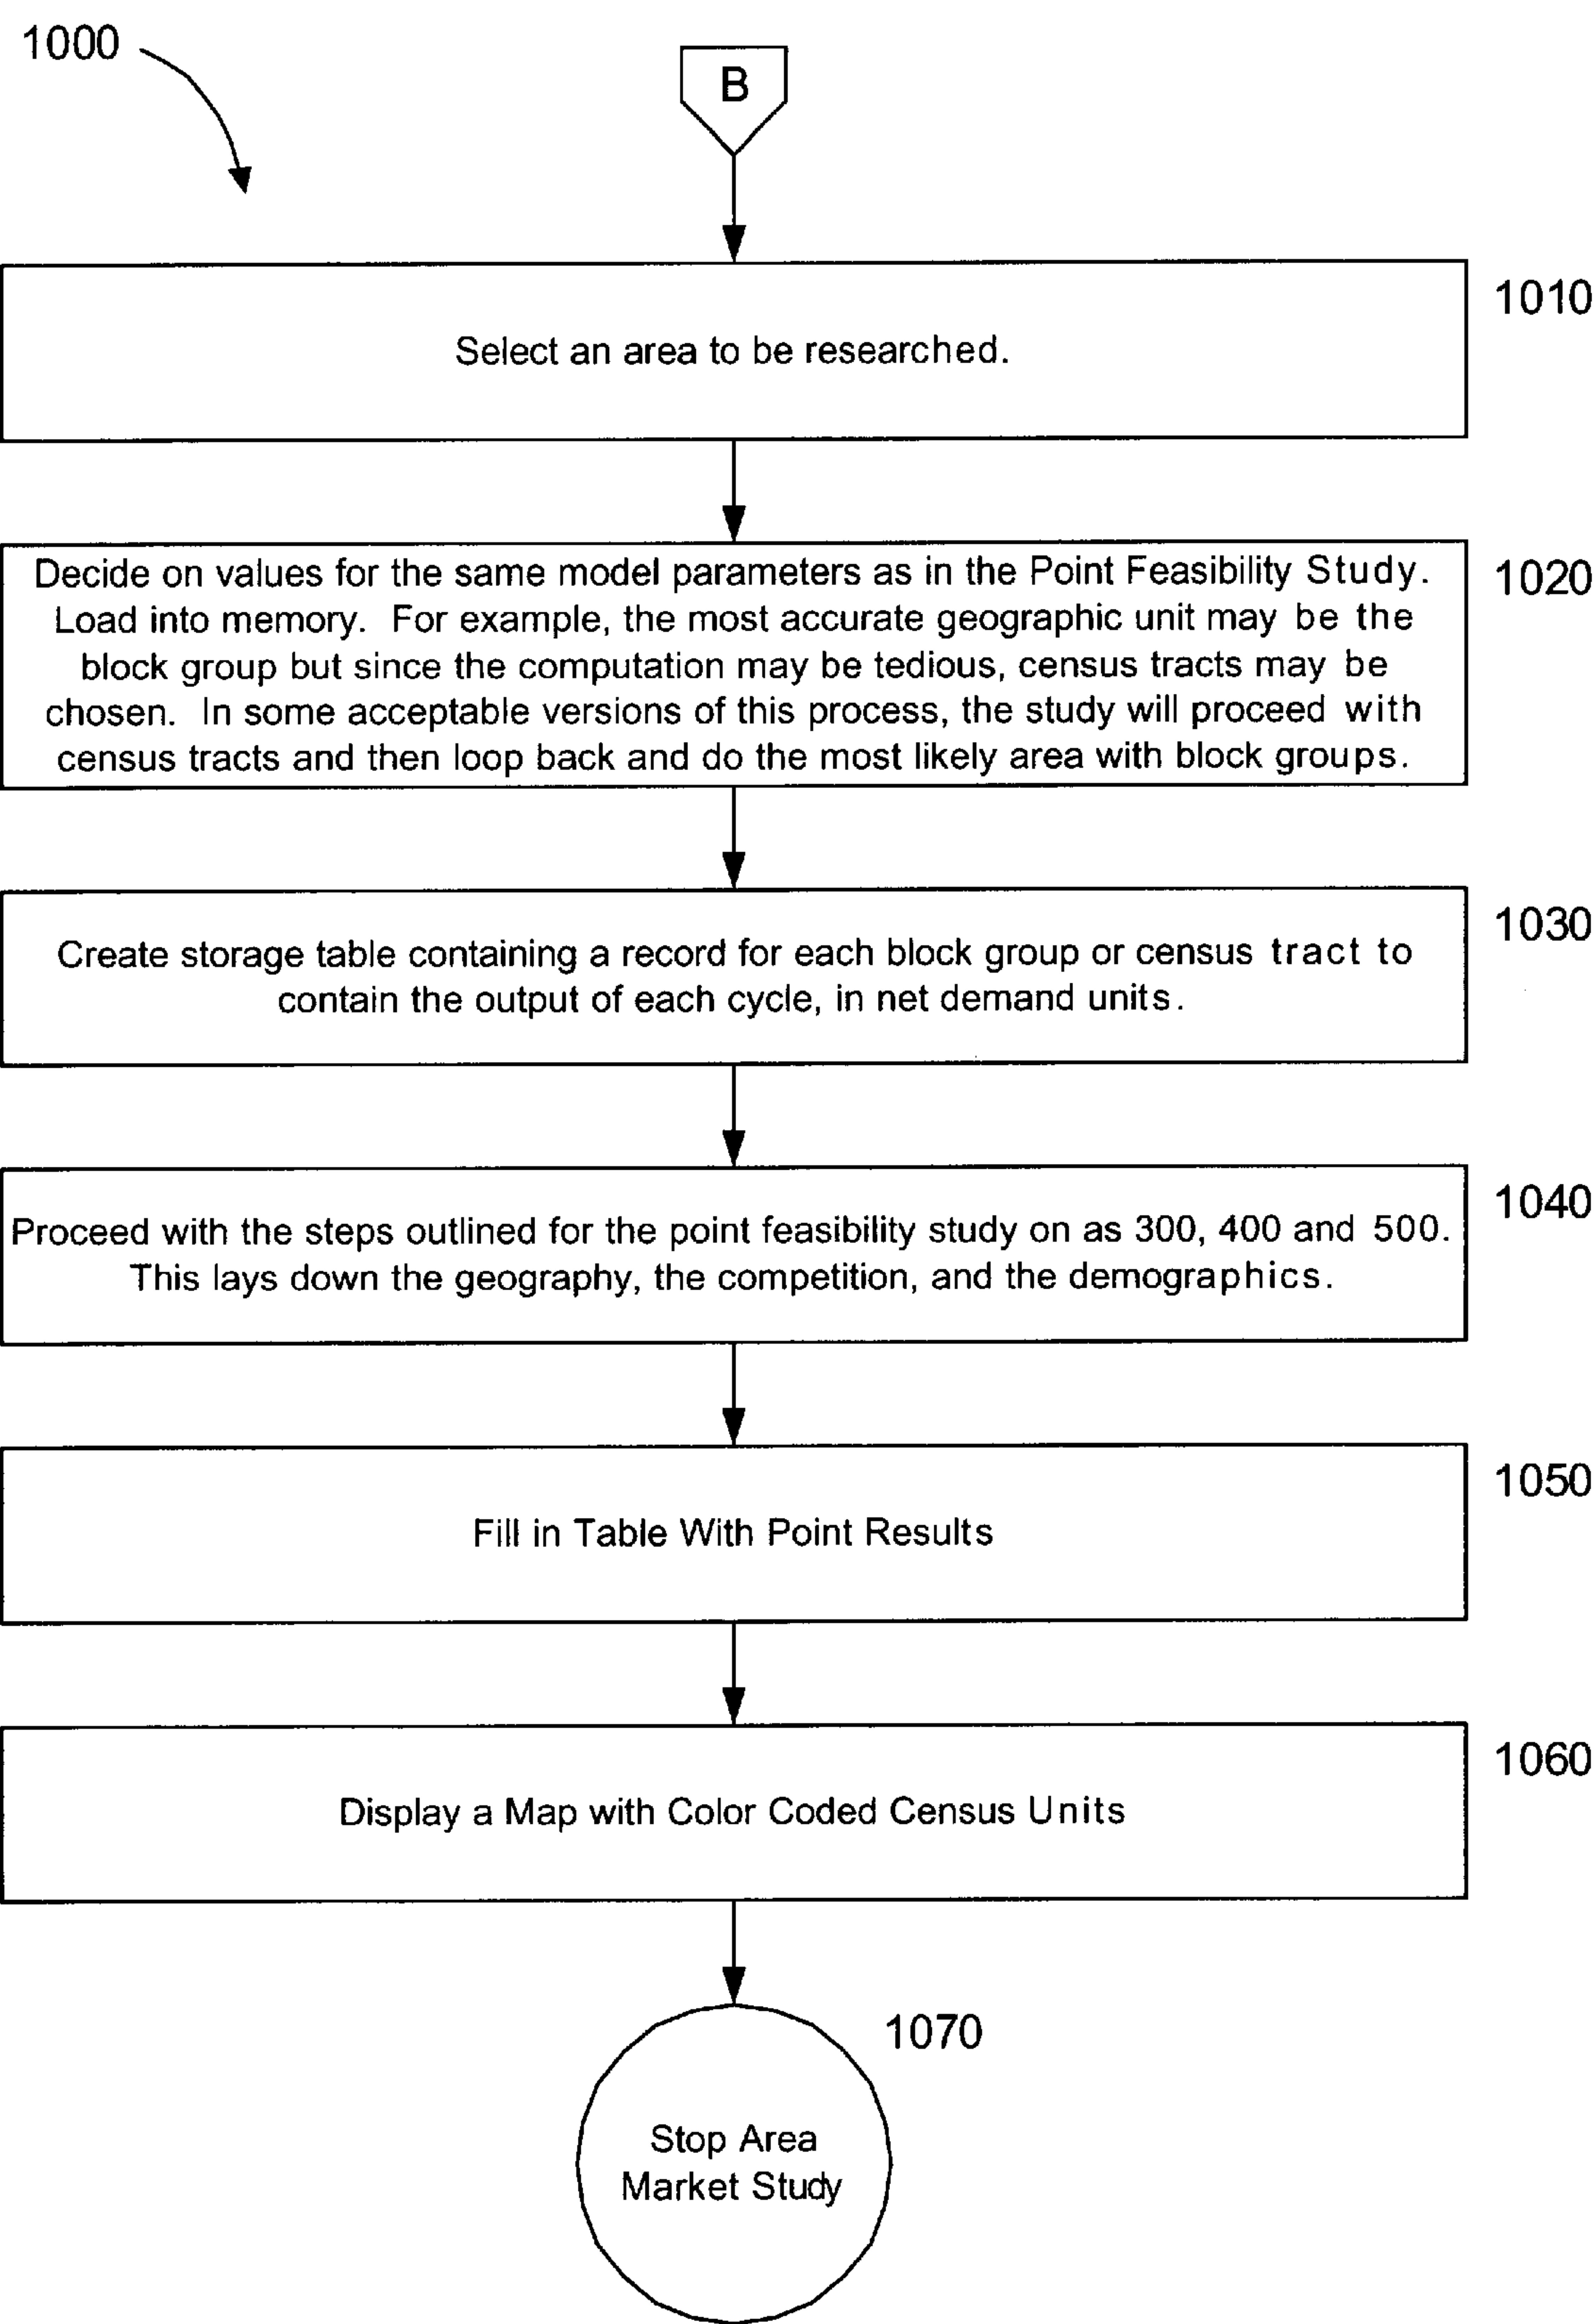 1000
B
1010
Select an area to be researched.
1020
Decide on values for the same model parameters as in the Point Feasibility Study.
Load into memory. For example, the most accurate geographic unit may be the
block group but since the computation may be tedious, census tracts may be
chosen. In some acceptable versions of this process, the study will proceed with
census tracts and then loop back and do the most likely area with block groups.
1030
Create storage table containing a record for each block group or census tract to
contain the output of each cycle, in net demand units.
1040
Proceed with the steps outlined for the point feasibility study on as 300, 400 and 500.
This lays down the geography, the competition, and the demographics.
1050
Fill in Table With Point Results
1060
Display a Map with Color Coded Census Units
1070
Stop Area
Market Study